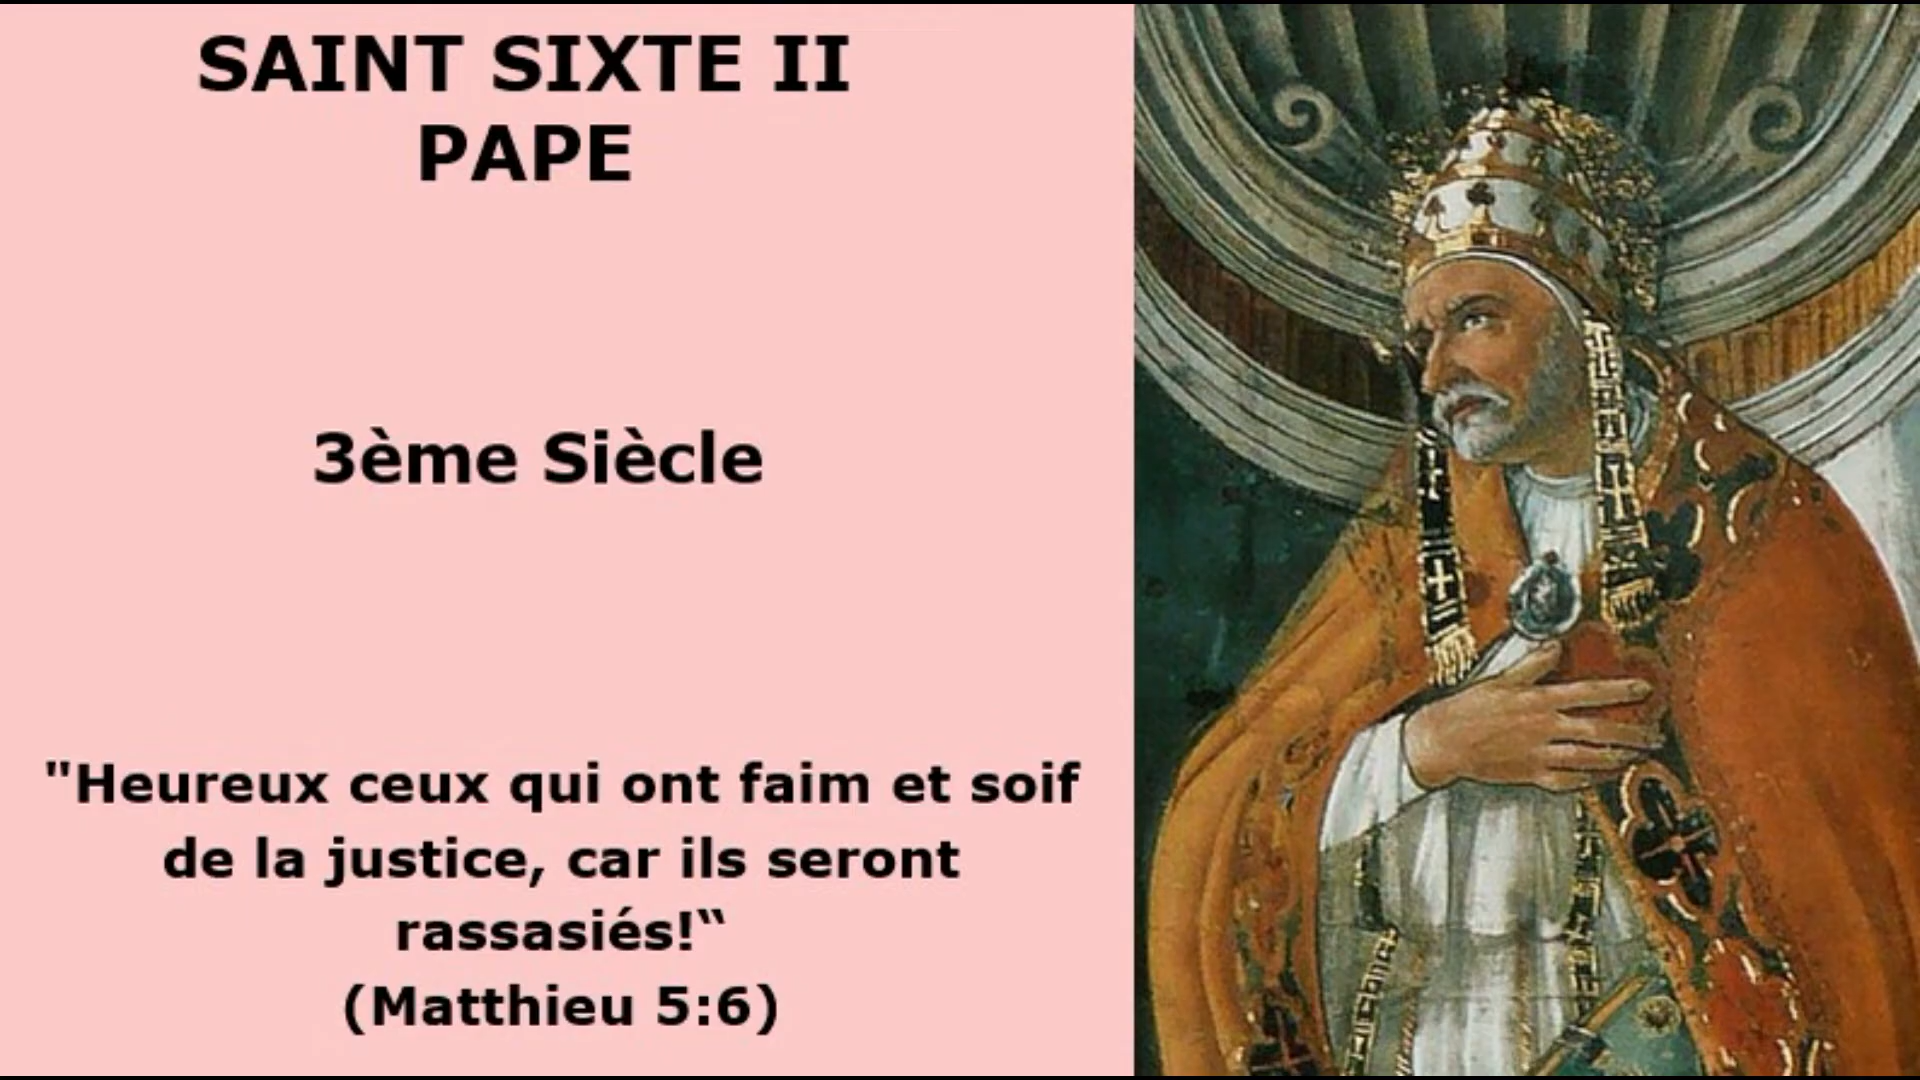 SAINT SIXTE II
PAPE
3ème Siècle
"Heureux ceux qui ont faim et soif
de la justice, car ils seront
rassasiés!“
(Matthieu 5:6)